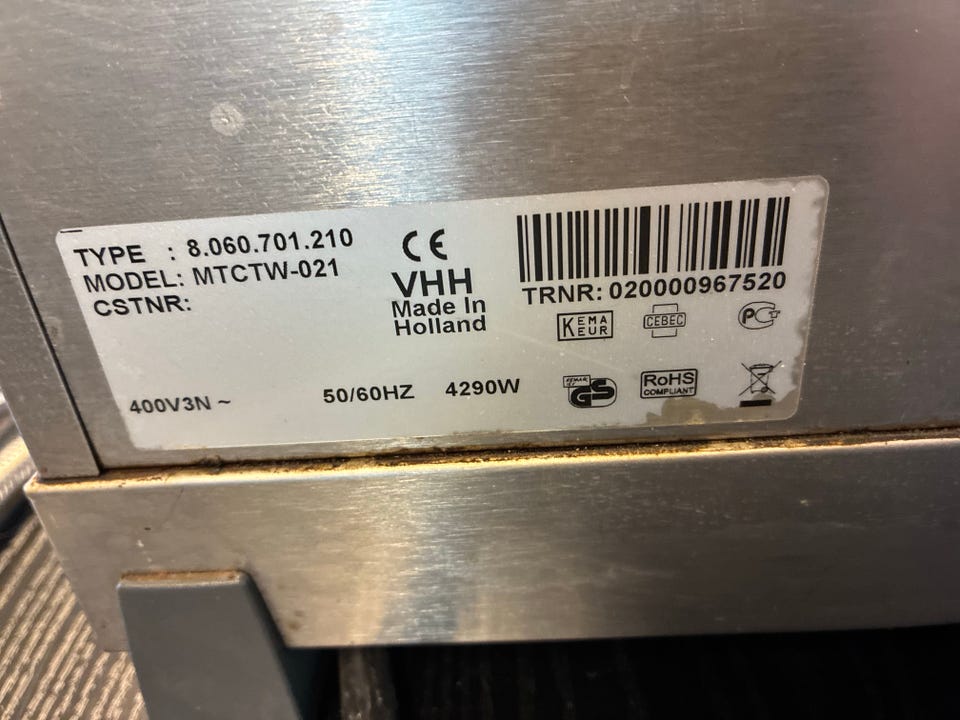 TYPE : 8.060.701.210
MODEL: MTCTW-021
CSTNR:
CE
VHH
Made In
Holland
TRNR: 020000967520
KEMA
KEUR
CEBEC
PC
400V3N ~
50/60HZ
4290W
GS
RoHS
COMPLIANT